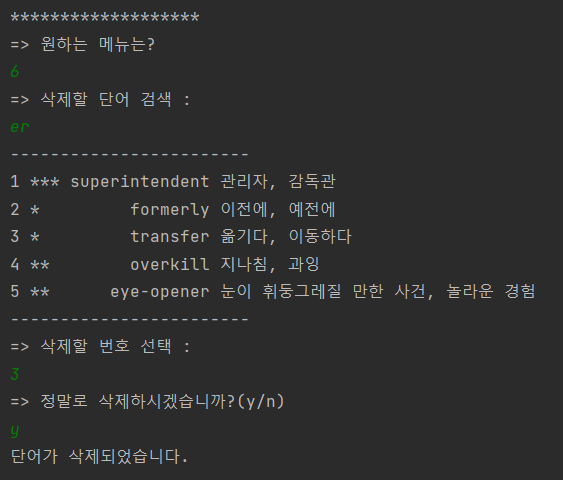 *******************
=> 원하는 메뉴는?
6
=> 삭제할 단어 검색 :
er
------------------------
1 *** superintendent 관리자, 감독관
2 *         formerly 이전에, 예전에
3 *         transfer 옮기다, 이동하다
4 **        overkill 지나침, 과잉
5 **      eye-opener 눈이 휘둥그레질 만한 사건, 놀라운 경험
------------------------
=> 삭제할 번호 선택 :
3
=> 정말로 삭제하시겠습니까?(y/n)
y
단어가 삭제되었습니다.